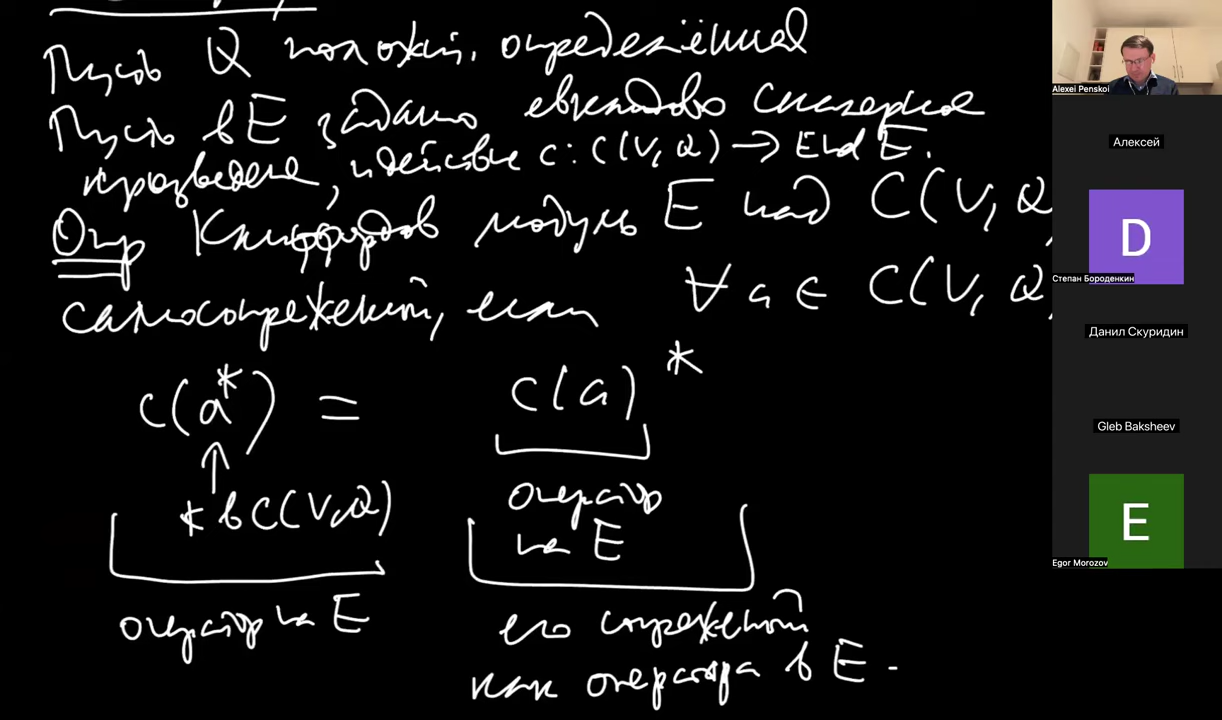 Пусть Q положит. определённая
Пусть в E задано евклидово скалярное
произведение, и действие c: C(V, Q) → End E.
Опр Клиффордов модуль E над C(V, Q)
самосопряжённый, если ∀ a ∈ C(V, Q)
c(a*) = c(a)*
↑
* в C(V, Q)
оператор на E
оператор на E
его сопряжённый
как оператора в E.
Alexei Penskoi
Алексей
D
Степан Бороденкин
Данил Скуридин
Gleb Baksheev
E
Egor Morozov